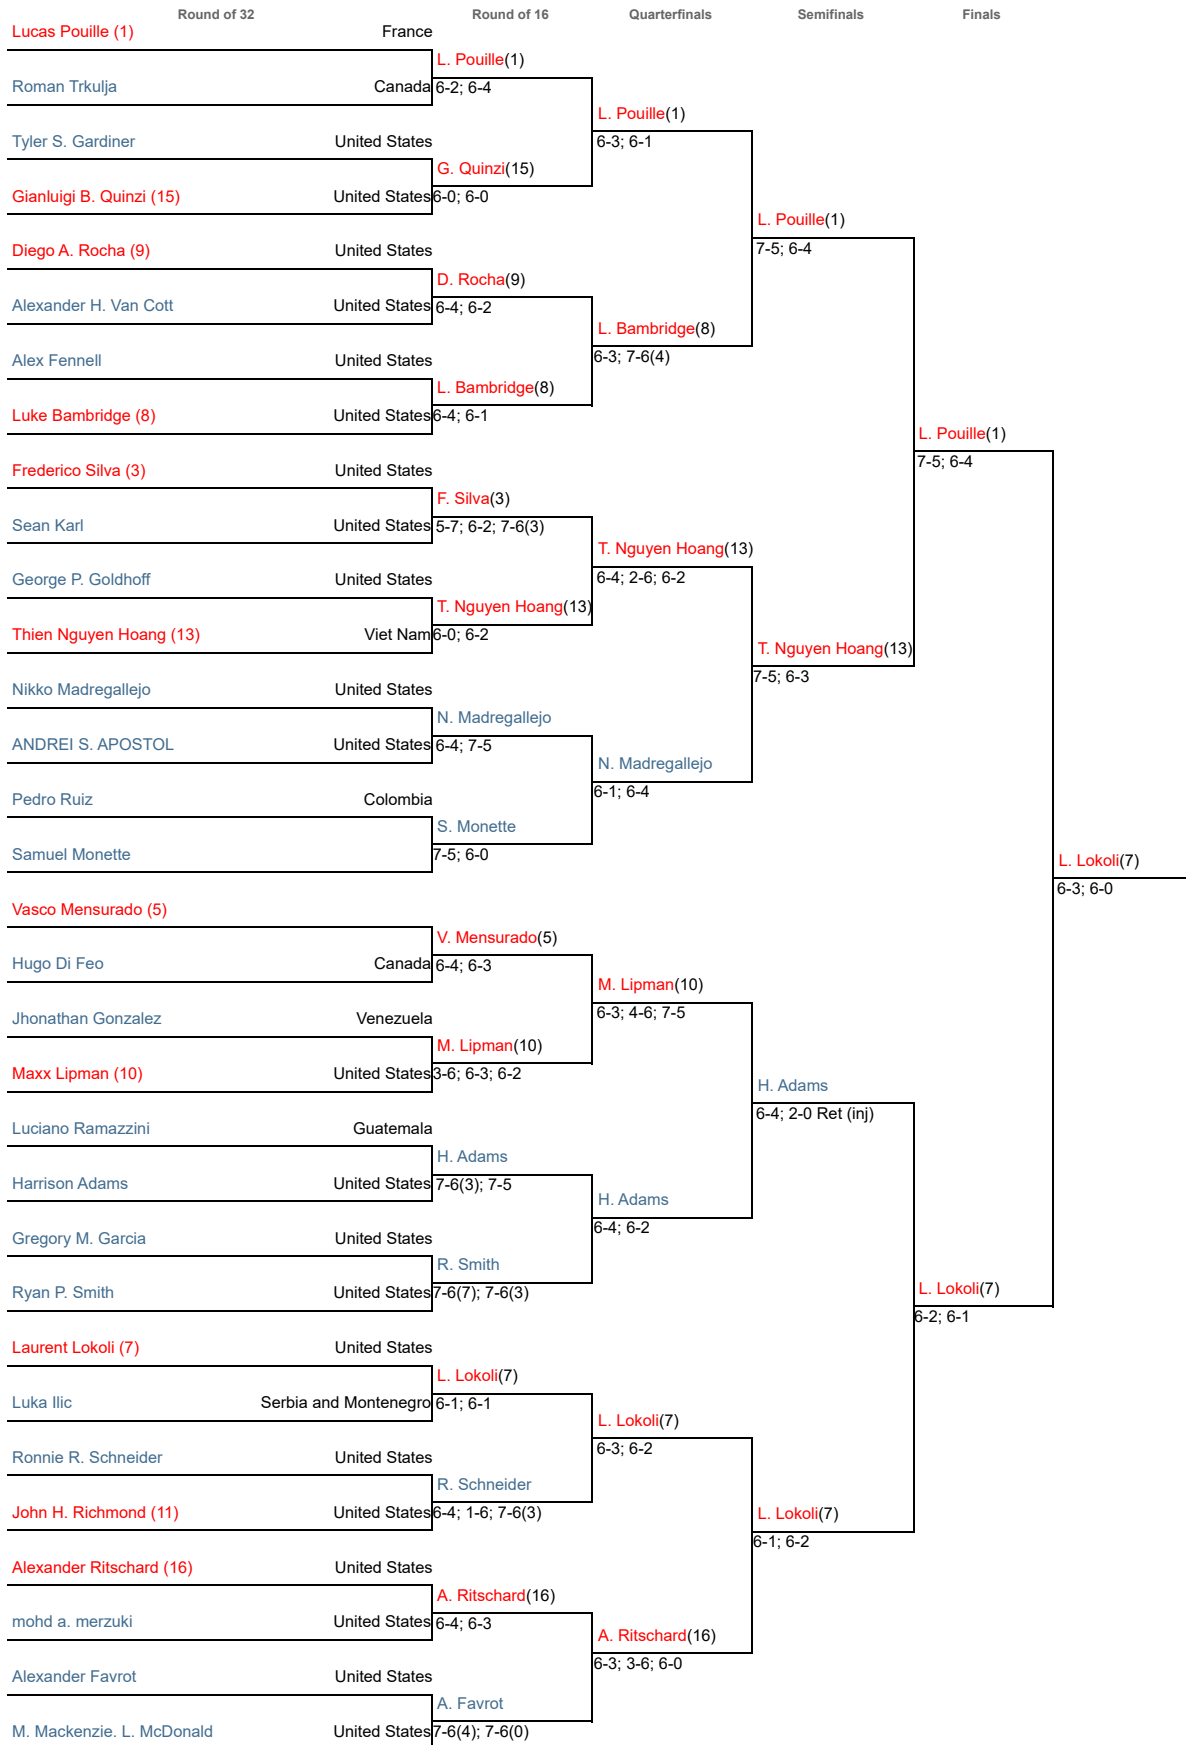 Round of 32 Round of 16 Quarterfinals Semifinals Finals
Lucas Pouille (1) France
L. Pouille(1)
Roman Trkulja Canada 6-2; 6-4
L. Pouille(1)
Tyler S. Gardiner United States 6-3; 6-1
G. Quinzi(15)
Gianluigi B. Quinzi (15) United States 6-0; 6-0
L. Pouille(1)
Diego A. Rocha (9) United States 7-5; 6-4
D. Rocha(9)
Alexander H. Van Cott United States 6-4; 6-2
L. Bambridge(8)
Alex Fennell United States 6-3; 7-6(4)
L. Bambridge(8)
Luke Bambridge (8) United States 6-4; 6-1
L. Pouille(1)
Frederico Silva (3) United States 7-5; 6-4
F. Silva(3)
Sean Karl United States 5-7; 6-2; 7-6(3)
T. Nguyen Hoang(13)
George P. Goldhoff United States 6-4; 2-6; 6-2
T. Nguyen Hoang(13)
Thien Nguyen Hoang (13) Viet Nam 6-0; 6-2
T. Nguyen Hoang(13)
7-5; 6-3
Nikko Madregallejo United States
N. Madregallejo
ANDREI S. APOSTOL United States 6-4; 7-5
N. Madregallejo
6-1; 6-4
Pedro Ruiz Colombia
S. Monette
Samuel Monette 7-5; 6-0
L. Lokoli(7)
6-3; 6-0
Vasco Mensurado (5)
V. Mensurado(5)
Hugo Di Feo Canada 6-4; 6-3
M. Lipman(10)
6-3; 4-6; 7-5
Jhonathan Gonzalez Venezuela
M. Lipman(10)
Maxx Lipman (10) United States 3-6; 6-3; 6-2
H. Adams
6-4; 2-0 Ret (inj)
Luciano Ramazzini Guatemala
H. Adams
Harrison Adams United States 7-6(3); 7-5
H. Adams
6-4; 6-2
Gregory M. Garcia United States
R. Smith
Ryan P. Smith United States 7-6(7); 7-6(3)
L. Lokoli(7)
6-2; 6-1
Laurent Lokoli (7) United States
L. Lokoli(7)
Luka Ilic Serbia and Montenegro 6-1; 6-1
L. Lokoli(7)
6-3; 6-2
Ronnie R. Schneider United States
R. Schneider
John H. Richmond (11) United States 6-4; 1-6; 7-6(3)
L. Lokoli(7)
6-1; 6-2
Alexander Ritschard (16) United States
A. Ritschard(16)
mohd a. merzuki United States 6-4; 6-3
A. Ritschard(16)
6-3; 3-6; 6-0
Alexander Favrot United States
A. Favrot
M. Mackenzie. L. McDonald United States 7-6(4); 7-6(0)